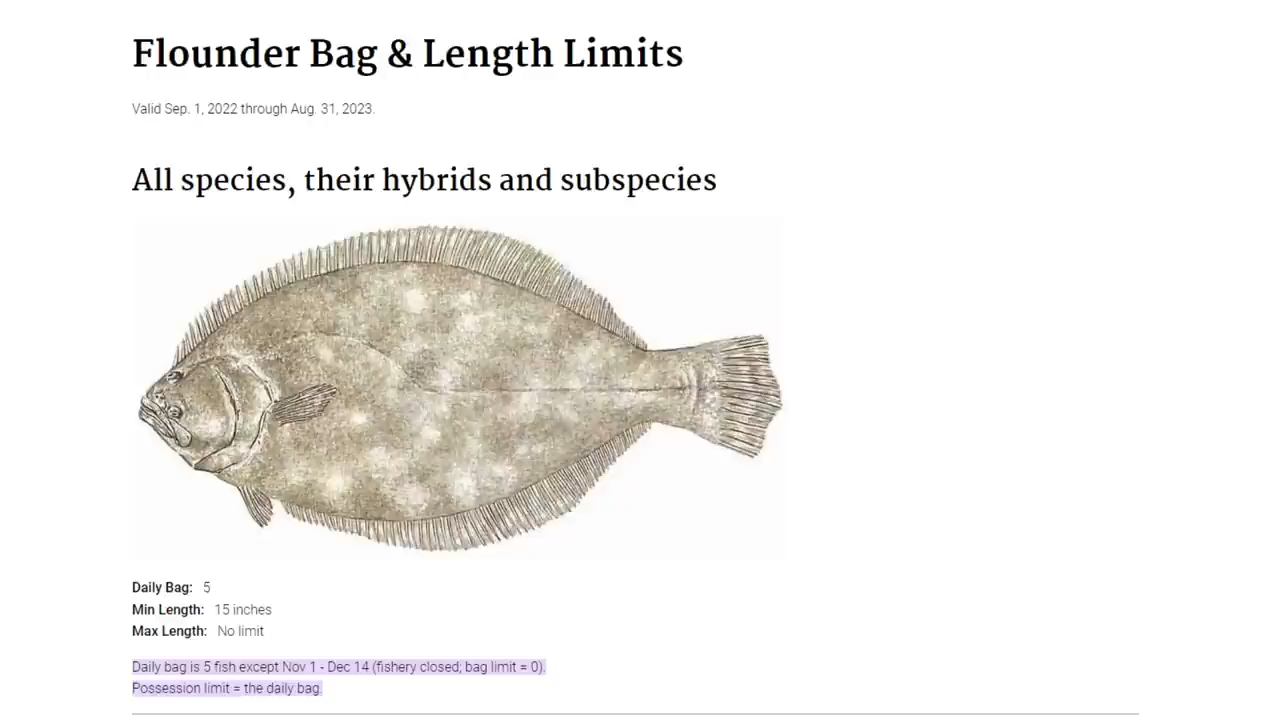 Flounder Bag & Length Limits
Valid Sep. 1, 2022 through Aug. 31, 2023.
All species, their hybrids and subspecies
Daily Bag: 5
Min Length: 15 inches
Max Length: No limit
Daily bag is 5 fish except Nov 1 - Dec 14 (fishery closed; bag limit = 0).
Possession limit = the daily bag.